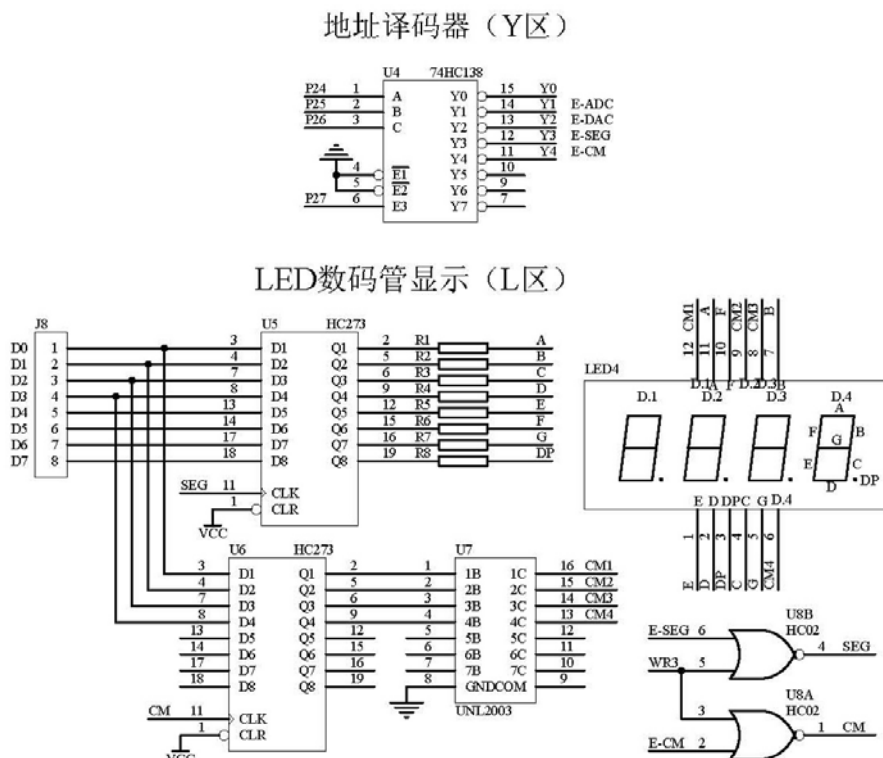 地址译码器（Y区）
U4 74HC138
P24 1 A Y0 15 Y0
P25 2 B Y1 14 Y1 E-ADC
P26 3 C Y2 13 Y2 E-DAC
Y3 12 Y3 E-SEG
Y4 11 Y4 E-CM
4 E1 Y5 10
5 E2 Y6 9
P27 6 E3 Y7 7
LED数码管显示（L区）
J8 U5 HC273
D0 1 3 D1 Q1 2 R1 A
D1 2 4 D2 Q2 5 R2 B
D2 3 7 D3 Q3 6 R3 C
D3 4 8 D4 Q4 9 R4 D
D4 5 13 D5 Q5 12 R5 E
D5 6 14 D6 Q6 15 R6 F
D6 7 17 D7 Q7 16 R7 G
D7 8 18 D8 Q8 19 R8 DP
SEG 11 CLK
1 CLR
VCC
12 CM1
11 A
10 F
9 CM2
8 CM3
7 B
LED4
D.1 A F D.2 D.3 B
D.1 D.2 D.3 D.4
A
F B
G
E C
D DP
E D DP C G D.4
1 E
2 D
3 DP
4 C
5 G
6 CM4
U6 HC273 U7
3 D1 Q1 2 1 1B 1C 16 CM1
4 D2 Q2 5 2 2B 2C 15 CM2
7 D3 Q3 6 3 3B 3C 14 CM3
8 D4 Q4 9 4 4B 4C 13 CM4
13 D5 Q5 12 5 5B 5C 12
14 D6 Q6 15 6 6B 6C 11
17 D7 Q7 16 7 7B 7C 10
18 D8 Q8 19 8 GNDCOM 9
UNL2003
CM 11 CLK
1 CLR
VCC
U8B
HC02
E-SEG 6 4 SEG
WR3 5
U8A
HC02
3 1 CM
E-CM 2